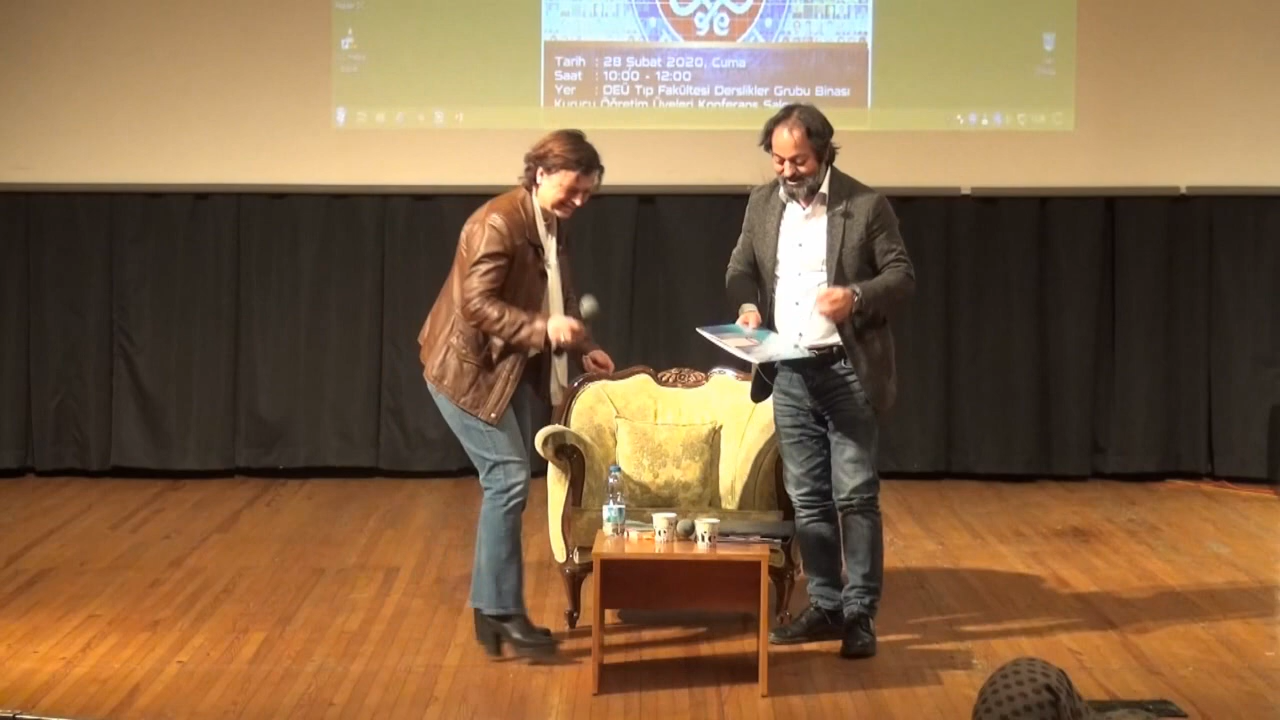 Tarih : 28 Şubat 2020, Cuma
Saat : 10:00 - 12:00
Yer : DEÜ Tıp Fakültesi Derslikler Grubu Binası
Kurucu Öğretim Üyeleri Konferans